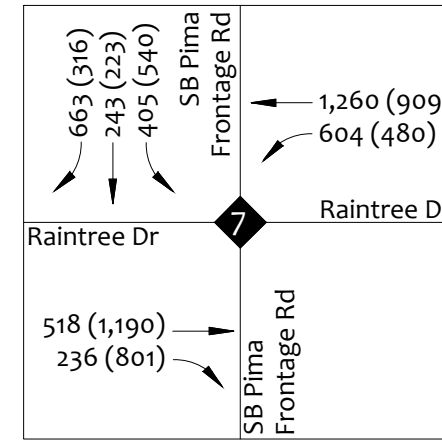 663 (316)
243 (223)
405 (540)
SB Pima
Frontage Rd
1,260 (909
604 (480)
Raintree D
7
Raintree Dr
518 (1,190)
236 (801)
SB Pima
Frontage Rd